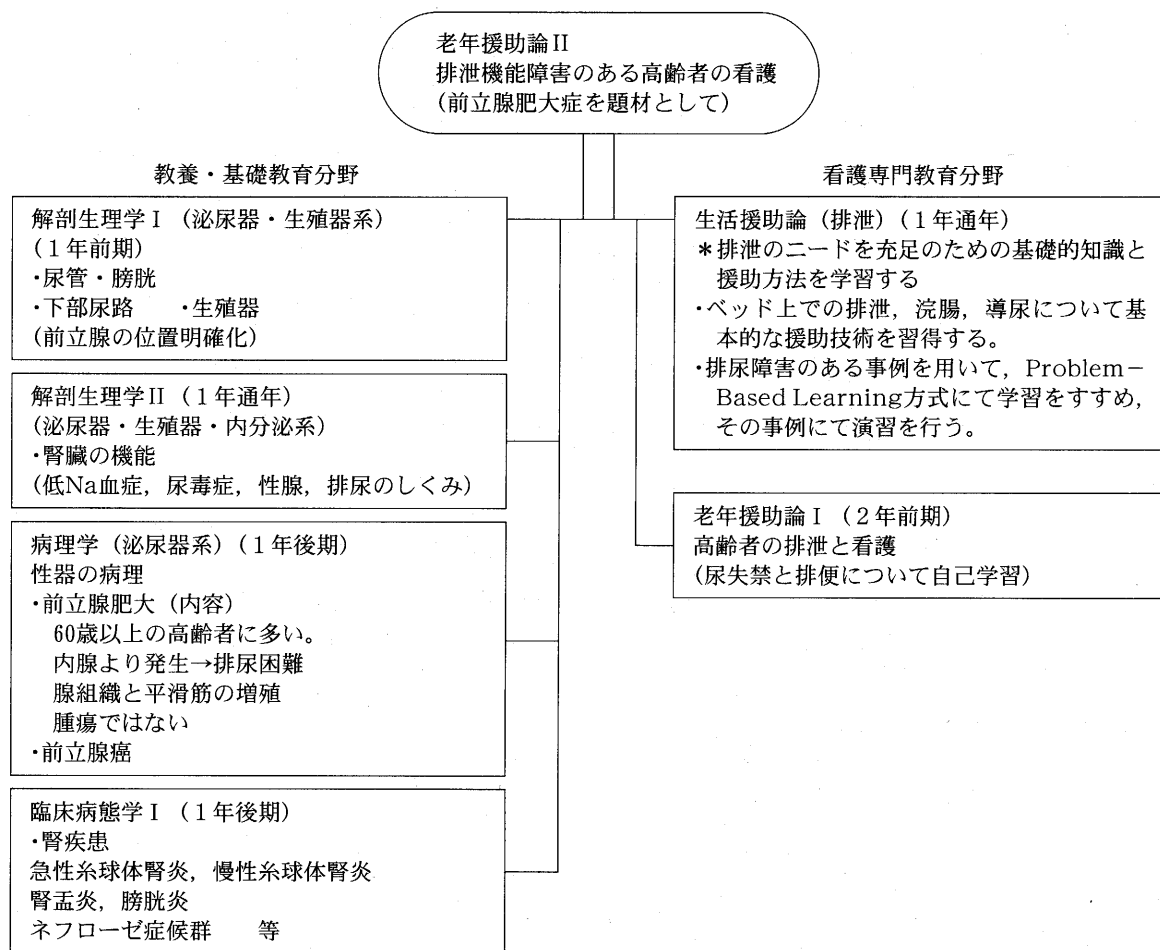 老年援助論Ⅱ
排泄機能障害のある高齢者の看護
(前立腺肥大症を題材として)
教養・基礎教育分野
解剖生理学Ⅰ (泌尿器・生殖器系)
(1年前期)
・尿管・膀胱
・下部尿路 ・生殖器
(前立腺の位置明確化)
解剖生理学Ⅱ (1年通年)
(泌尿器・生殖器・内分泌系)
・腎臓の機能
(低Na血症, 尿毒症, 性腺, 排尿のしくみ)
病理学 (泌尿器系) (1年後期)
性器の病理
・前立腺肥大 (内容)
60歳以上の高齢者に多い。
内腺より発生→排尿困難
腺組織と平滑筋の増殖
腫瘍ではない
・前立腺癌
臨床病態学Ⅰ (1年後期)
・腎疾患
急性糸球体腎炎, 慢性糸球体腎炎
腎盂炎, 膀胱炎
ネフローゼ症候群 等
看護専門教育分野
生活援助論 (排泄) (1年通年)
*排泄のニードを充足のための基礎的知識と
援助方法を学習する
・ベッド上での排泄, 浣腸, 導尿について基
本的な援助技術を習得する。
・排尿障害のある事例を用いて, Problem-
Based Learning方式にて学習をすすめ,
その事例にて演習を行う。
老年援助論Ⅰ (2年前期)
高齢者の排泄と看護
(尿失禁と排便について自己学習)